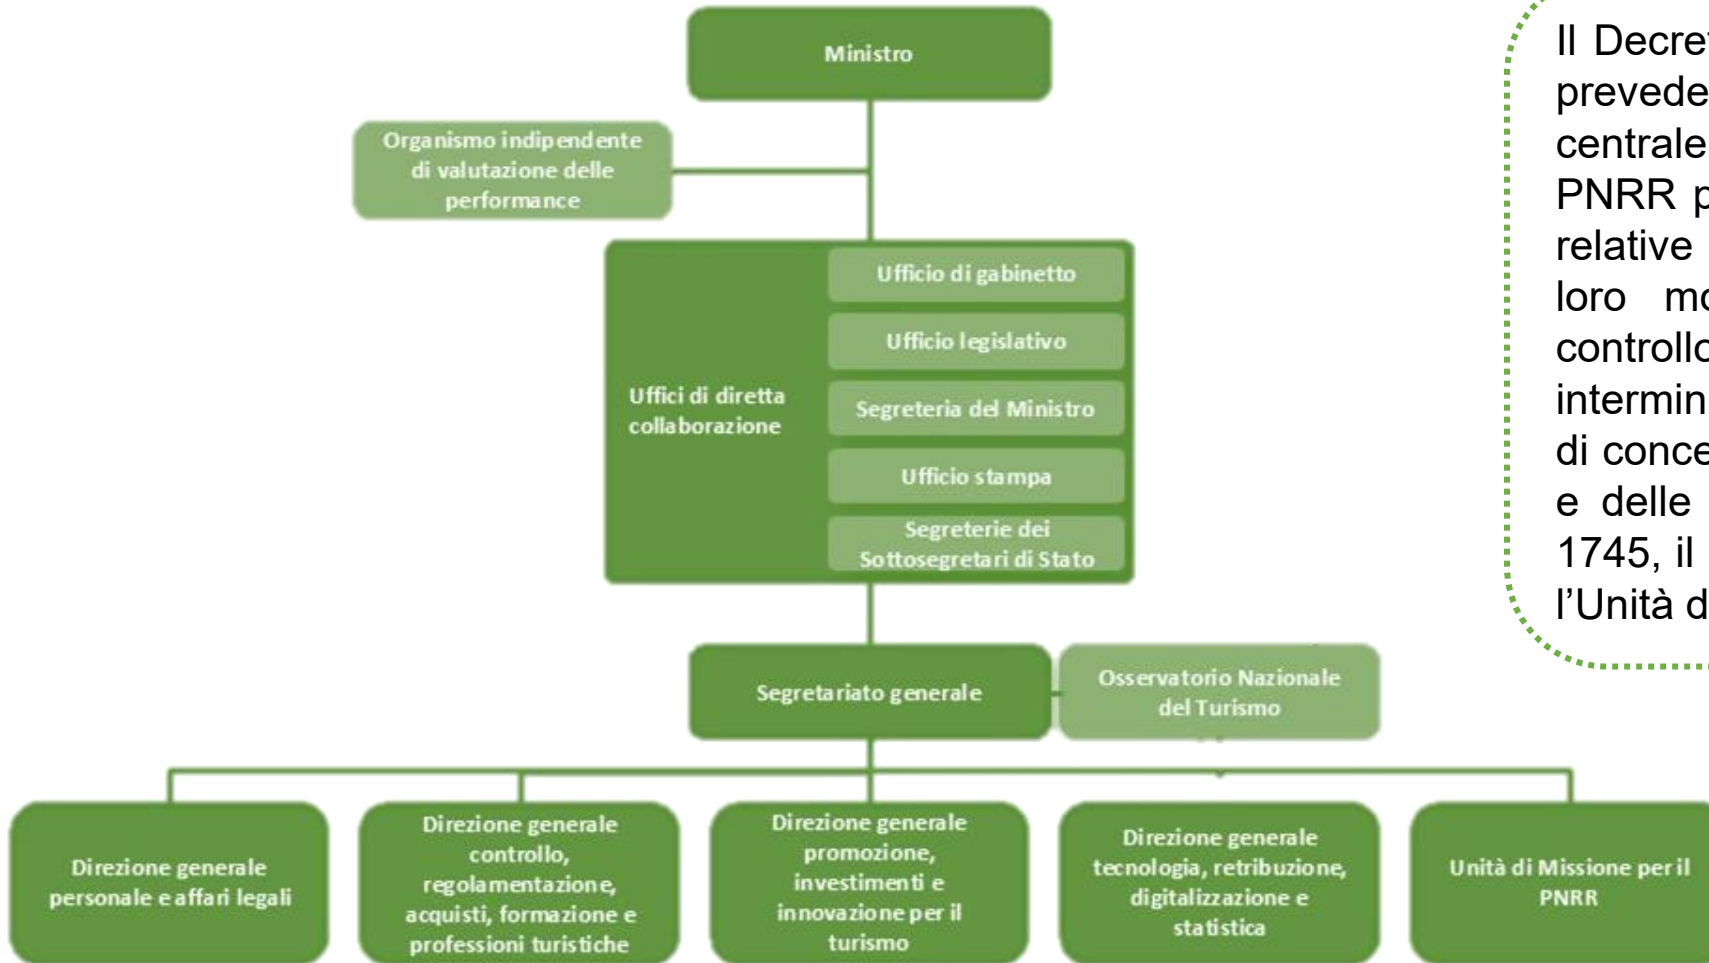 Ministro
Organismo indipendente
di valutazione delle
performance
Uffici di diretta
collaborazione
Ufficio di gabinetto
Ufficio legislativo
Segreteria del Ministro
Ufficio stampa
Segreterie dei
Sottosegretari di Stato
Segretariato generale
Osservatorio Nazionale
del Turismo
Direzione generale
personale e affari legali
Direzione generale
controllo,
regolamentazione,
acquisti, formazione e
professioni turistiche
Direzione generale
promozione,
investimenti e
innovazione per il
turismo
Direzione generale
tecnologia, retribuzione,
digitalizzazione e
statistica
Unità di Missione per il
PNRR
Il Decre
prevede
centrale
PNRR p
relative
loro mo
controllo
intermin
di conce
e delle
1745, il
l’Unità d